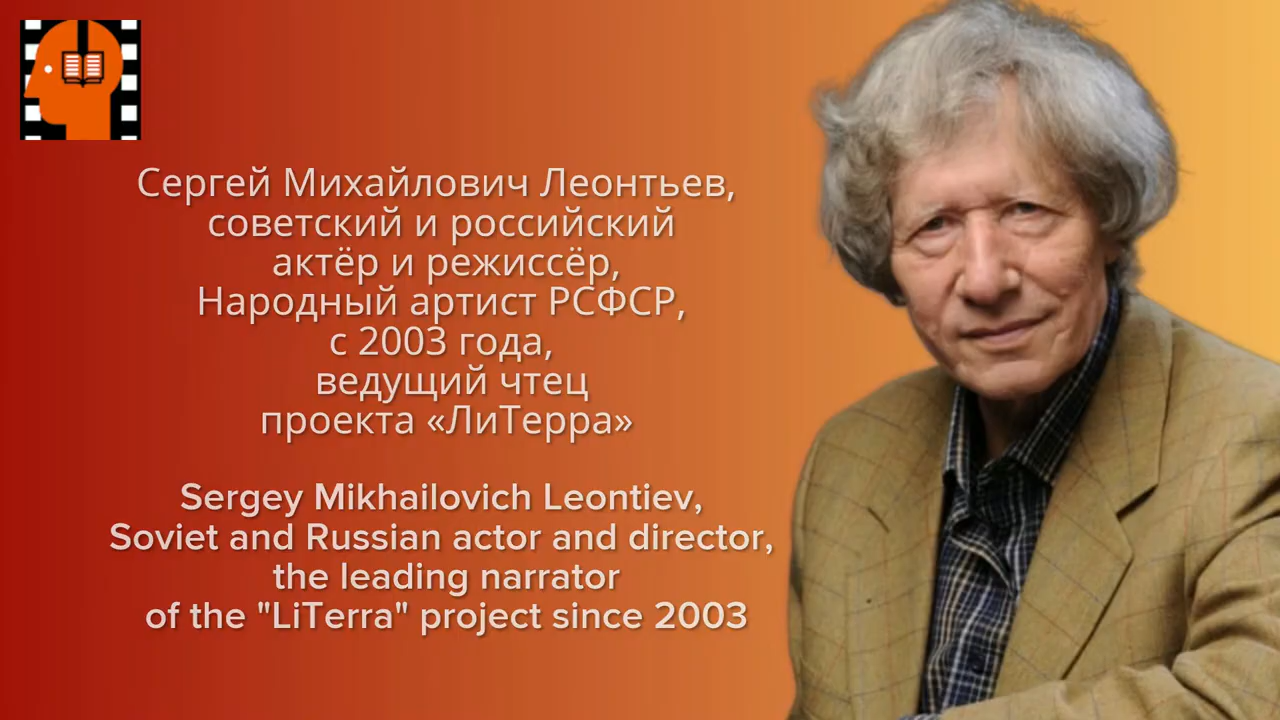 Сергей Михайлович Леонтьев,
советский и российский
актёр и режиссёр,
Народный артист РСФСР,
с 2003 года,
ведущий чтец
проекта «ЛиТерра»
Sergey Mikhailovich Leontiev,
Soviet and Russian actor and director,
the leading narrator
of the "LiTerra" project since 2003